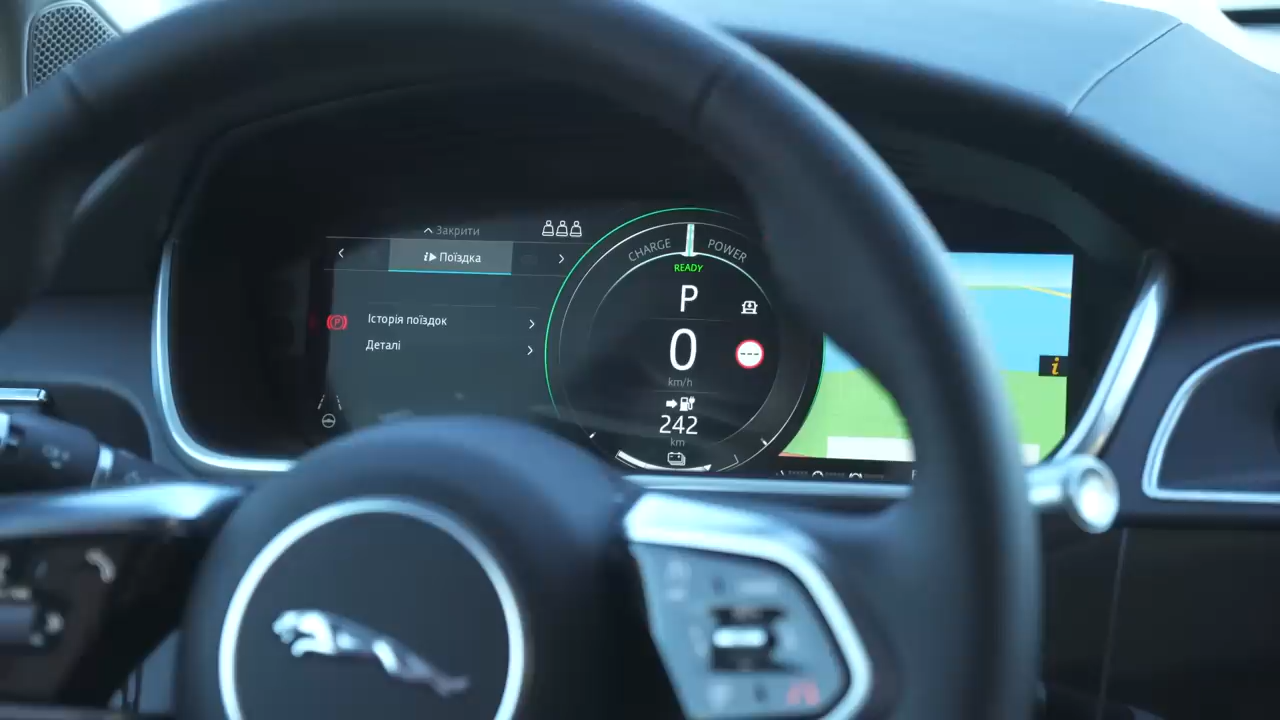 Закрити
Поїздка
CHARGE POWER
READY
P
Історія поїздок
Деталі
0
km/h
242
km